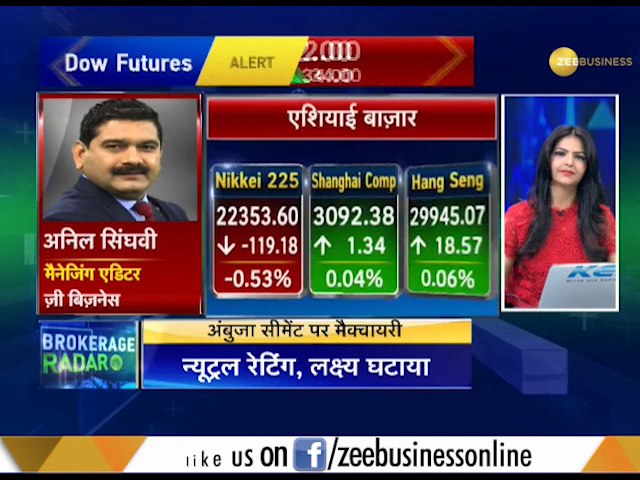 Dow Futures
ALERT
ZEEBUSINESS
एशियाई बाज़ार
Nikkei 225
22353.60
-119.18
-0.53%
Shanghai Comp
3092.38
1.34
0.04%
Hang Seng
29945.07
18.57
0.06%
अनिल सिंघवी
मैनेजिंग एडिटर
ज़ी बिज़नेस
BROKERAGE
RADAR
अंबुजा सीमेंट पर मैक्वायरी
न्यूट्रल रेटिंग, लक्ष्य घटाया
like us on f/zeebusinessonline